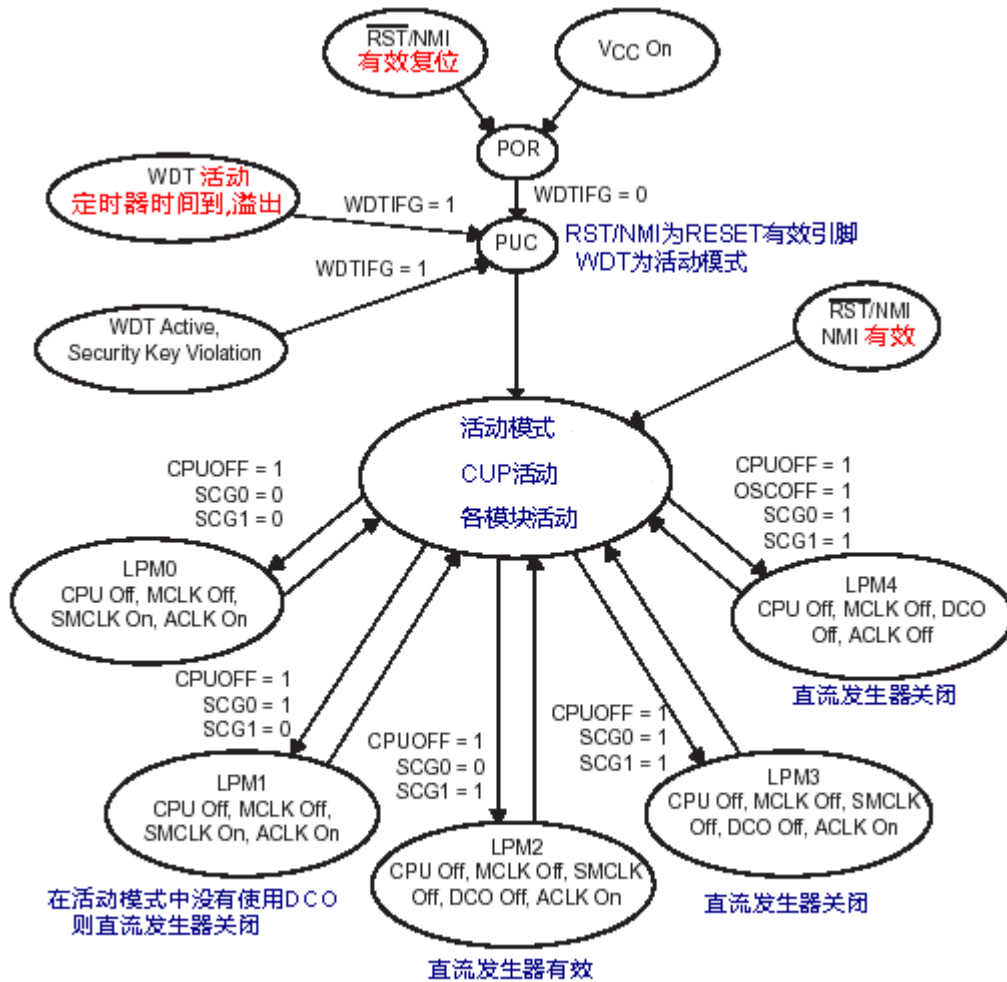 RST/NMI
有效复位
VCC On
POR
WDT 活动
定时器时间到,溢出
WDTIFG = 1
WDTIFG = 0
PUC
RST/NMI为RESET有效引脚
WDT为活动模式
WDTIFG = 1
WDT Active,
Security Key Violation
RST/NMI
NMI 有效
活动模式
CUP活动
各模块活动
CPUOFF = 1
SCG0 = 0
SCG1 = 0
CPUOFF = 1
OSCOFF = 1
SCG0 = 1
SCG1 = 1
LPM0
CPU Off, MCLK Off,
SMCLK On, ACLK On
LPM4
CPU Off, MCLK Off, DCO
Off, ACLK Off
直流发生器关闭
CPUOFF = 1
SCG0 = 1
SCG1 = 0
CPUOFF = 1
SCG0 = 0
SCG1 = 1
CPUOFF = 1
SCG0 = 1
SCG1 = 1
LPM1
CPU Off, MCLK Off,
SMCLK On, ACLK On
在活动模式中没有使用DCO
则直流发生器关闭
LPM2
CPU Off, MCLK Off, SMCLK
Off, DCO Off, ACLK On
直流发生器有效
LPM3
CPU Off, MCLK Off, SMCLK
Off, DCO Off, ACLK On
直流发生器关闭